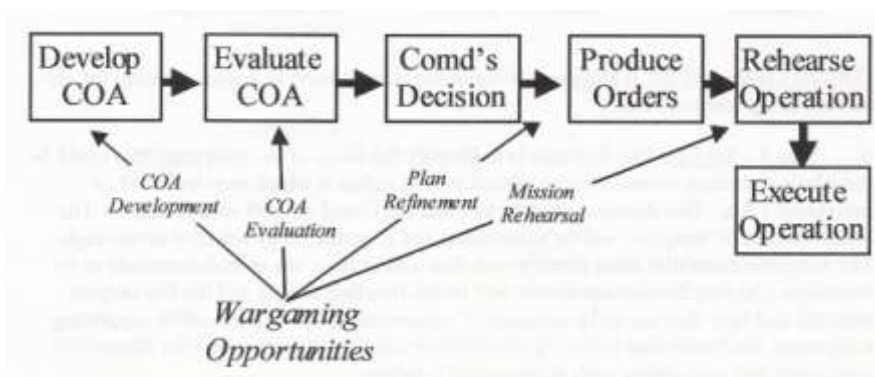 Develop
COA
Evaluate
COA
Comd's
Decision
Produce
Orders
Rehearse
Operation
Execute
Operation
COA
Development
COA
Evaluation
Plan
Refinement
Mission
Rehearsal
Wargaming
Opportunities